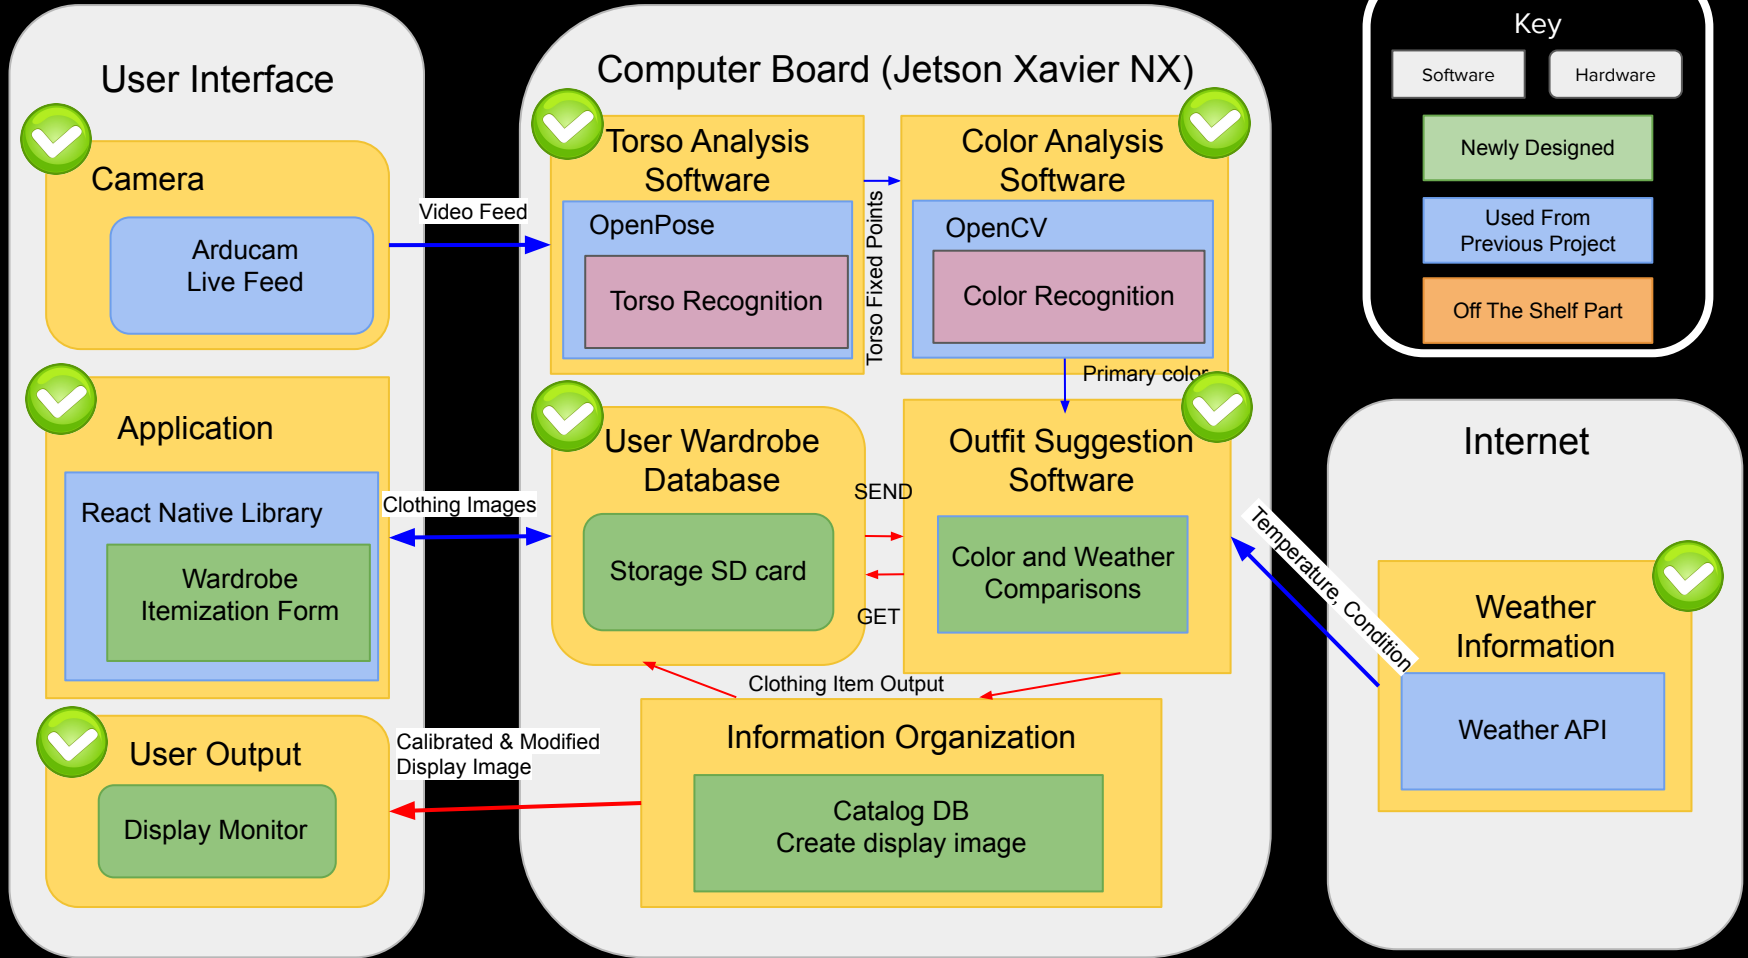 User Interface
Camera
Arducam
Live Feed
Application
React Native Library
Wardrobe
Itemization Form
User Output
Display Monitor
Video Feed
Clothing Images
Calibrated & Modified
Display Image
Computer Board (Jetson Xavier NX)
Torso Analysis
Software
OpenPose
Torso Recognition
Torso Fixed Points
Color Analysis
Software
OpenCV
Color Recognition
Primary color
User Wardrobe
Database
Storage SD card
SEND
GET
Outfit Suggestion
Software
Color and Weather
Comparisons
Clothing Item Output
Information Organization
Catalog DB
Create display image
Key
Software
Hardware
Newly Designed
Used From
Previous Project
Off The Shelf Part
Internet
Temperature, Condition
Weather
Information
Weather API